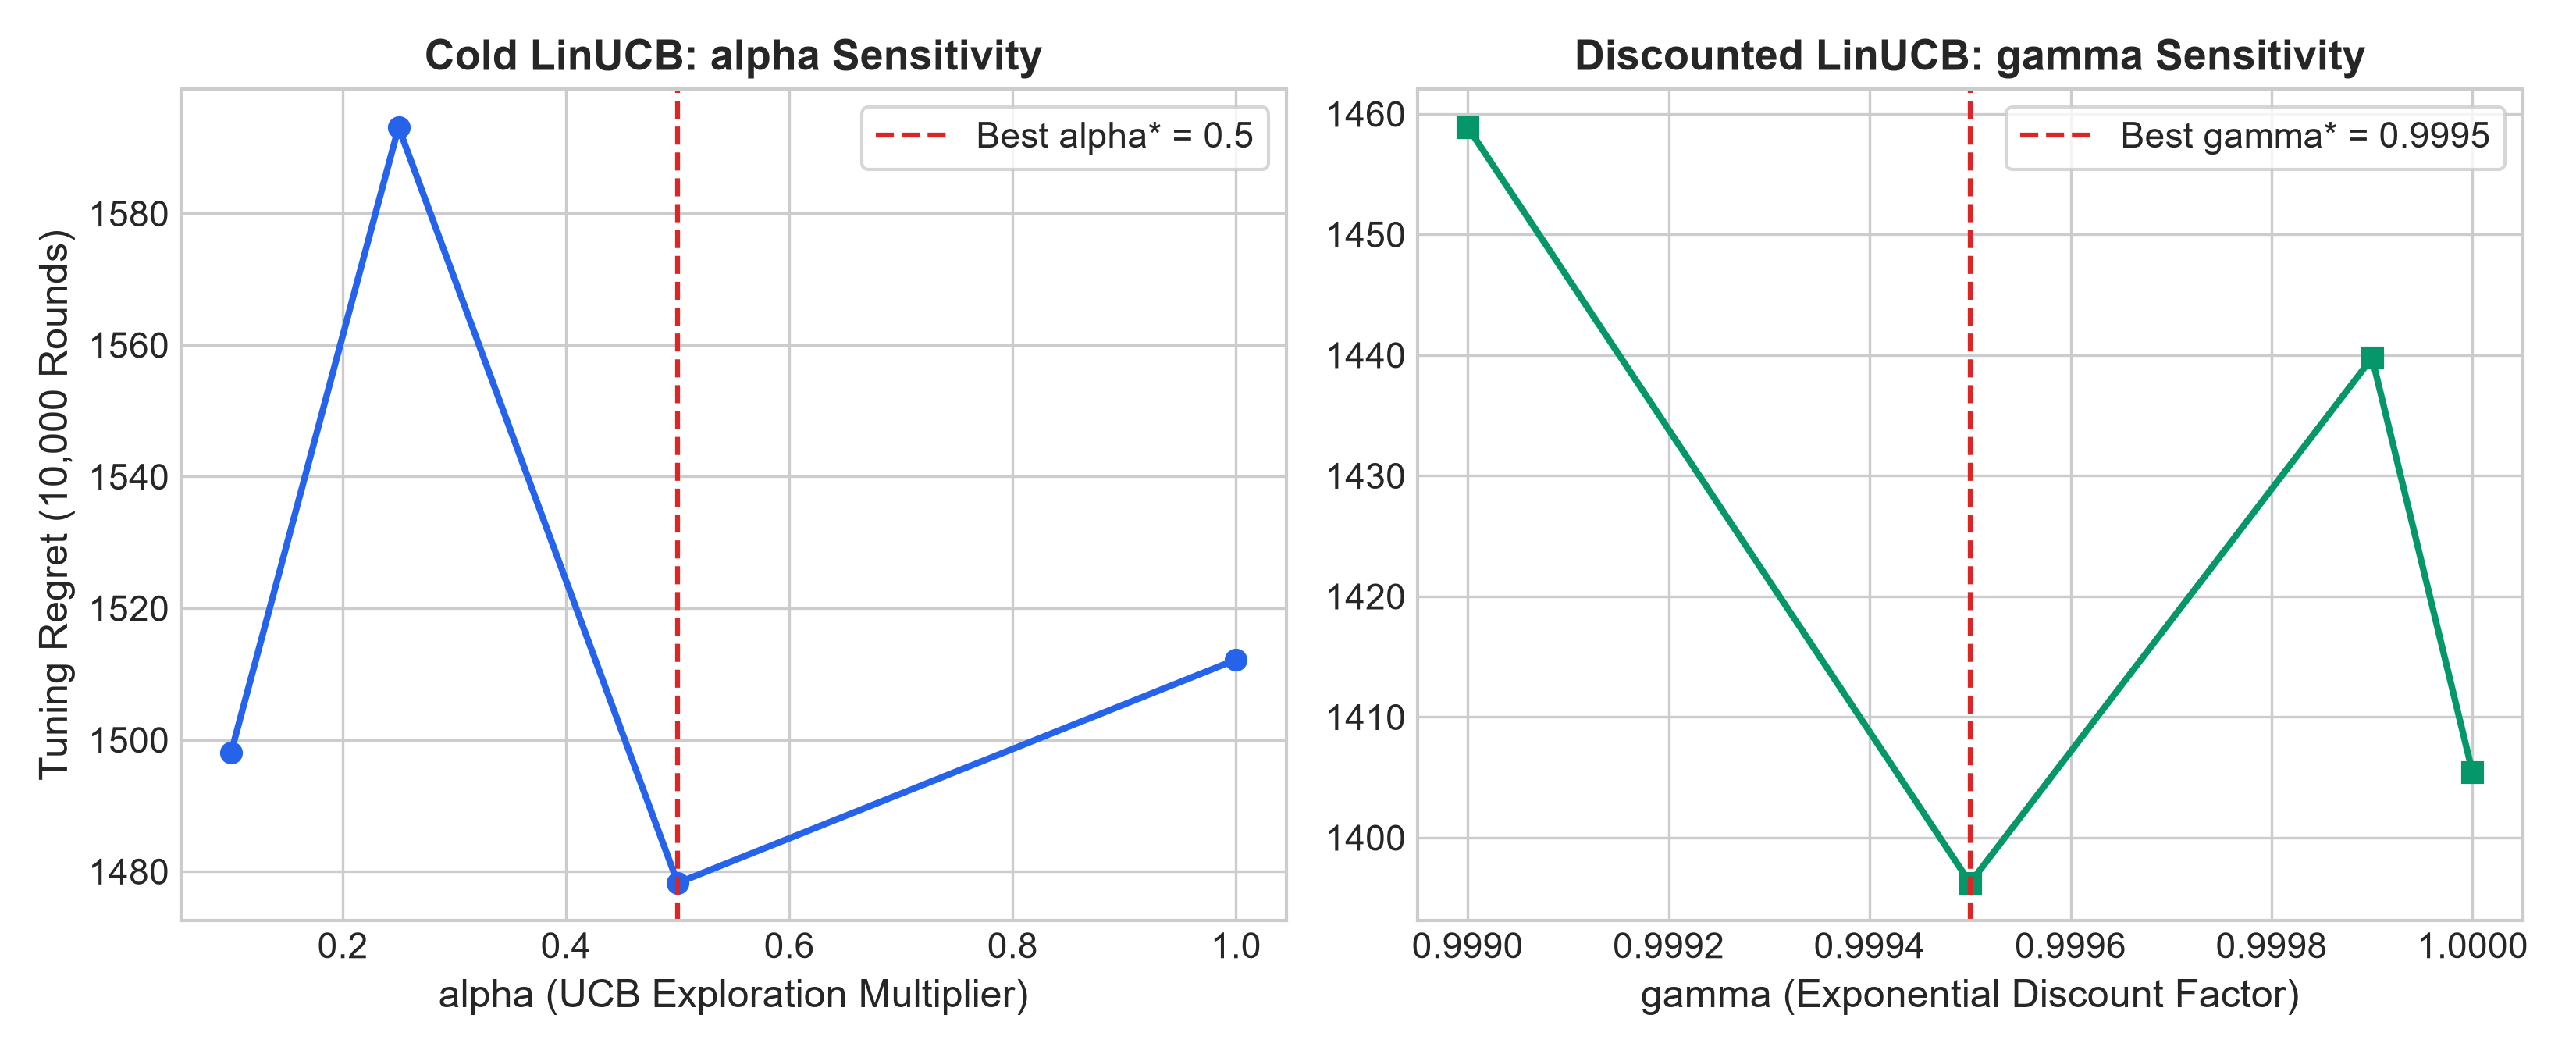 Cold LinUCB: alpha Sensitivity
Best alpha* = 0.5
Tuning Regret (10,000 Rounds)
1580
1560
1540
1520
1500
1480
0.2 0.4 0.6 0.8 1.0
alpha (UCB Exploration Multiplier)
Discounted LinUCB: gamma Sensitivity
Best gamma* = 0.9995
1460
1450
1440
1430
1420
1410
1400
0.9990 0.9992 0.9994 0.9996 0.9998 1.0000
gamma (Exponential Discount Factor)